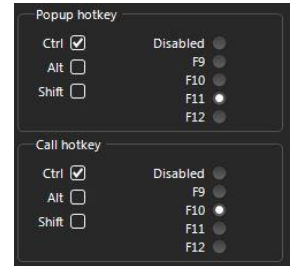 Popup hotkey
Ctrl Disabled
Alt F9
Shift F10
F11
F12
Call hotkey
Ctrl Disabled
Alt F9
Shift F10
F11
F12